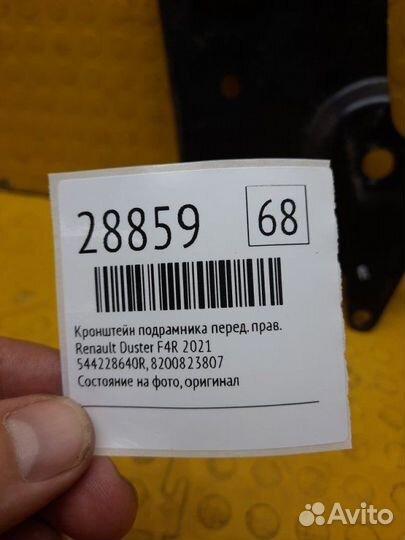 28859
68
Кронштейн подрамника перед. прав.
Renault Duster F4R 2021
544228640R, 8200823807
Состояние на фото, оригинал
Avito